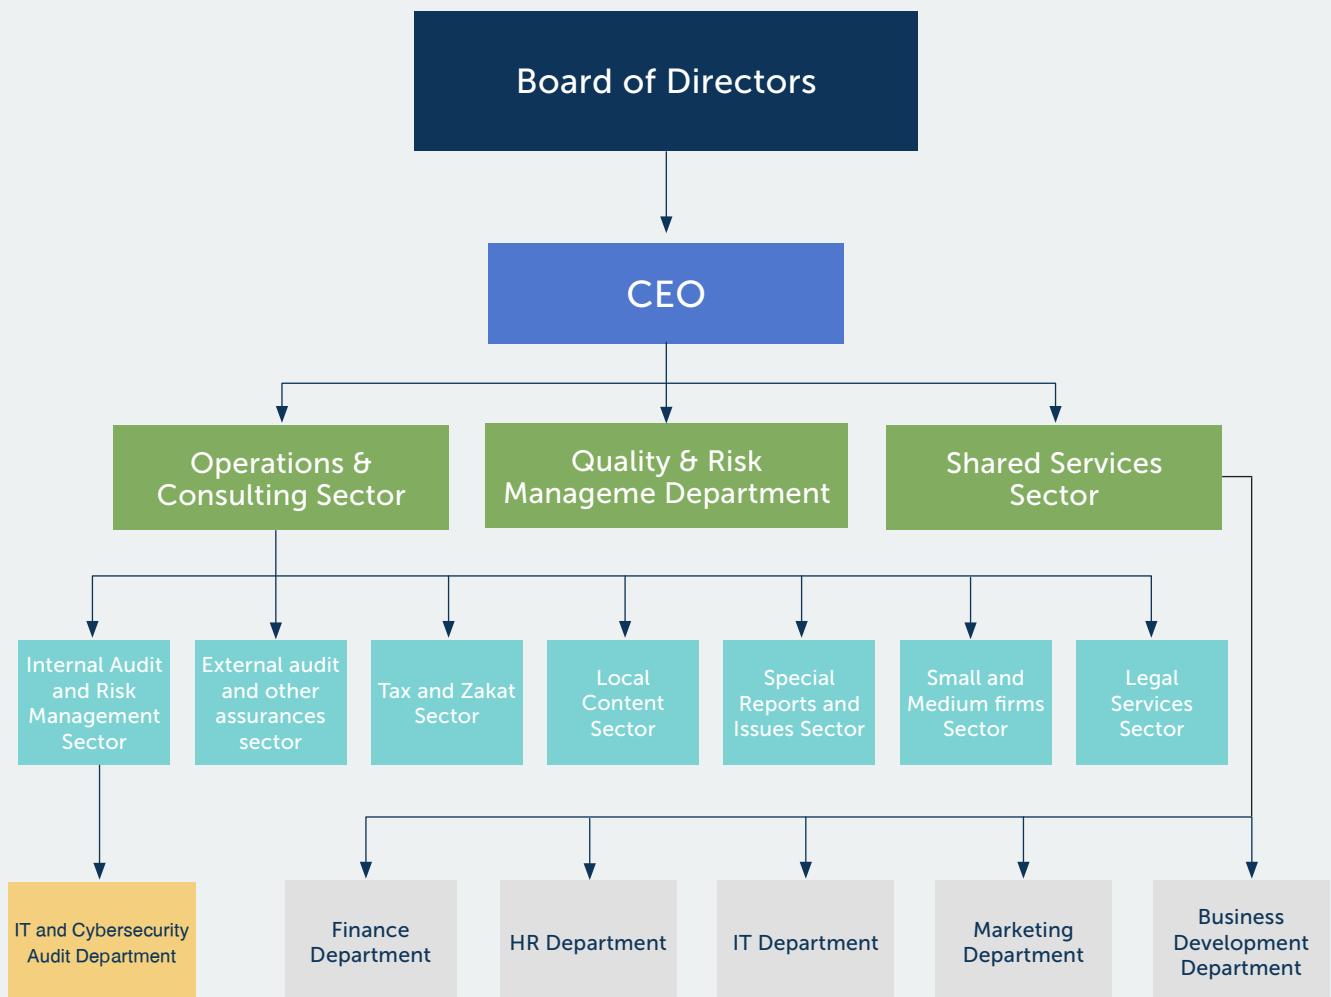 Board of Directors
CEO
Operations &
Consulting Sector
Quality & Risk
Manageme Department
Shared Services
Sector
Internal Audit
and Risk
Management
Sector
External audit
and other
assurances
sector
Tax and Zakat
Sector
Local
Content
Sector
Special
Reports and
Issues Sector
Small and
Medium firms
Sector
Legal
Services
Sector
IT and Cybersecurity
Audit Department
Finance
Department
HR Department
IT Department
Marketing
Department
Business
Development
Department